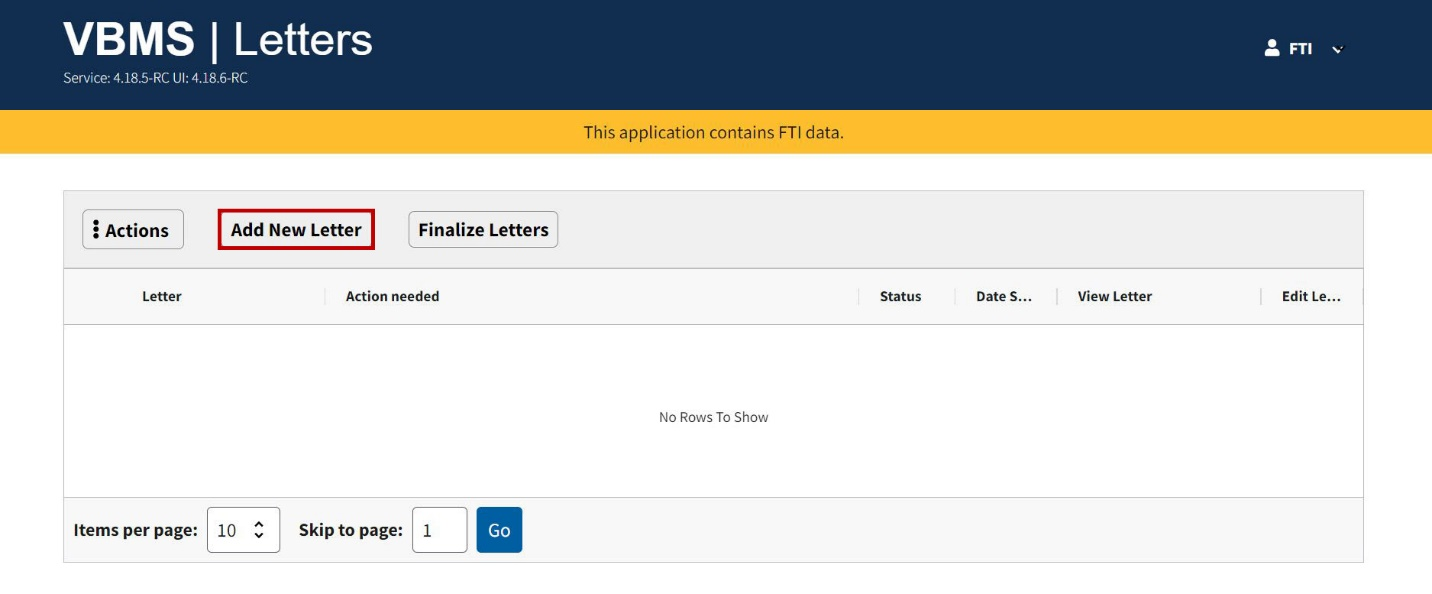 VBMS | Letters
Service: 4.18.5-RC UI: 4.18.6-RC
FTI
This application contains FTI data.
Actions Add New Letter Finalize Letters
Letter Action needed Status Date S... View Letter Edit Le...
No Rows To Show
Items per page: 10 Skip to page: 1 Go